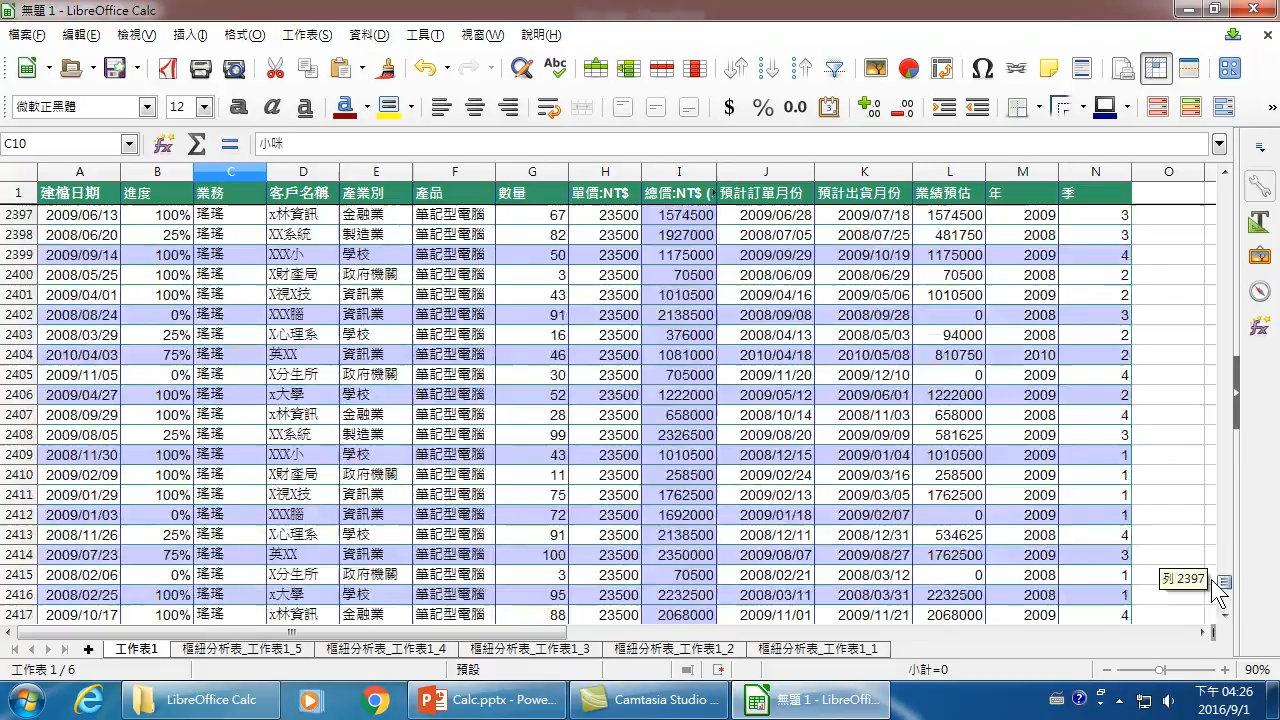 無題 1 - LibreOffice Calc
檔案(F) 編輯(E) 檢視(V) 插入(I) 格式(O) 工作表(S) 資料(D) 工具(T) 視窗(W) 說明(H)
微軟正黑體 12
C10 小咪
A B C D E F G H I J K L M N O
1 建檔日期 進度 業務 客戶名稱 產業別 產品 數量 單價:NT$ 總價:NT$ ( 預計訂單月份 預計出貨月份 業績預估 年 季
2397 2009/06/13 100% 瑤瑤 x林資訊 金融業 筆記型電腦 67 23500 1574500 2009/06/28 2009/07/18 1574500 2009 3
2398 2008/06/20 25% 瑤瑤 XX系統 製造業 筆記型電腦 82 23500 1927000 2008/07/05 2008/07/25 481750 2008 3
2399 2009/09/14 100% 瑤瑤 XXX小 學校 筆記型電腦 50 23500 1175000 2009/09/29 2009/10/19 1175000 2009 4
2400 2008/05/25 100% 瑤瑤 X財產局 政府機關 筆記型電腦 3 23500 70500 2008/06/09 2008/06/29 70500 2008 2
2401 2009/04/01 100% 瑤瑤 X視X技 資訊業 筆記型電腦 43 23500 1010500 2009/04/16 2009/05/06 1010500 2009 2
2402 2008/08/24 0% 瑤瑤 XXX腦 資訊業 筆記型電腦 91 23500 2138500 2008/09/08 2008/09/28 0 2008 3
2403 2008/03/29 25% 瑤瑤 X心理系 學校 筆記型電腦 16 23500 376000 2008/04/13 2008/05/03 94000 2008 2
2404 2010/04/03 75% 瑤瑤 英XX 資訊業 筆記型電腦 46 23500 1081000 2010/04/18 2010/05/08 810750 2010 2
2405 2009/11/05 0% 瑤瑤 X分生所 政府機關 筆記型電腦 30 23500 705000 2009/11/20 2009/12/10 0 2009 4
2406 2009/04/27 100% 瑤瑤 x大學 學校 筆記型電腦 52 23500 1222000 2009/05/12 2009/06/01 1222000 2009 2
2407 2008/09/29 100% 瑤瑤 x林資訊 金融業 筆記型電腦 28 23500 658000 2008/10/14 2008/11/03 658000 2008 4
2408 2009/08/05 25% 瑤瑤 XX系統 製造業 筆記型電腦 99 23500 2326500 2009/08/20 2009/09/09 581625 2009 3
2409 2008/11/30 100% 瑤瑤 XXX小 學校 筆記型電腦 43 23500 1010500 2008/12/15 2009/01/04 1010500 2009 1
2410 2009/02/09 100% 瑤瑤 X財產局 政府機關 筆記型電腦 11 23500 258500 2009/02/24 2009/03/16 258500 2009 1
2411 2009/01/29 100% 瑤瑤 X視X技 資訊業 筆記型電腦 75 23500 1762500 2009/02/13 2009/03/05 1762500 2009 1
2412 2009/01/03 0% 瑤瑤 XXX腦 資訊業 筆記型電腦 72 23500 1692000 2009/01/18 2009/02/07 0 2009 1
2413 2008/11/26 25% 瑤瑤 X心理系 學校 筆記型電腦 91 23500 2138500 2008/12/11 2008/12/31 534625 2008 4
2414 2009/07/23 75% 瑤瑤 英XX 資訊業 筆記型電腦 100 23500 2350000 2009/08/07 2009/08/27 1762500 2009 3
2415 2008/02/06 0% 瑤瑤 X分生所 政府機關 筆記型電腦 3 23500 70500 2008/02/21 2008/03/12 0 2008 1
列 2397
2416 2008/02/25 100% 瑤瑤 x大學 學校 筆記型電腦 95 23500 2232500 2008/03/11 2008/03/31 2232500 2008 1
2417 2009/10/17 100% 瑤瑤 x林資訊 金融業 筆記型電腦 88 23500 2068000 2009/11/01 2009/11/21 2068000 2009 4
工作表1 樞紐分析表_工作表1_5 樞紐分析表_工作表1_4 樞紐分析表_工作表1_3 樞紐分析表_工作表1_2 樞紐分析表_工作表1_1
工作表 1 / 6 預設 小計=0 90%
LibreOffice Calc Calc.pptx - Powe... Camtasia Studio ... 無題 1 - LibreOffi... 下午 04:26
2016/9/1